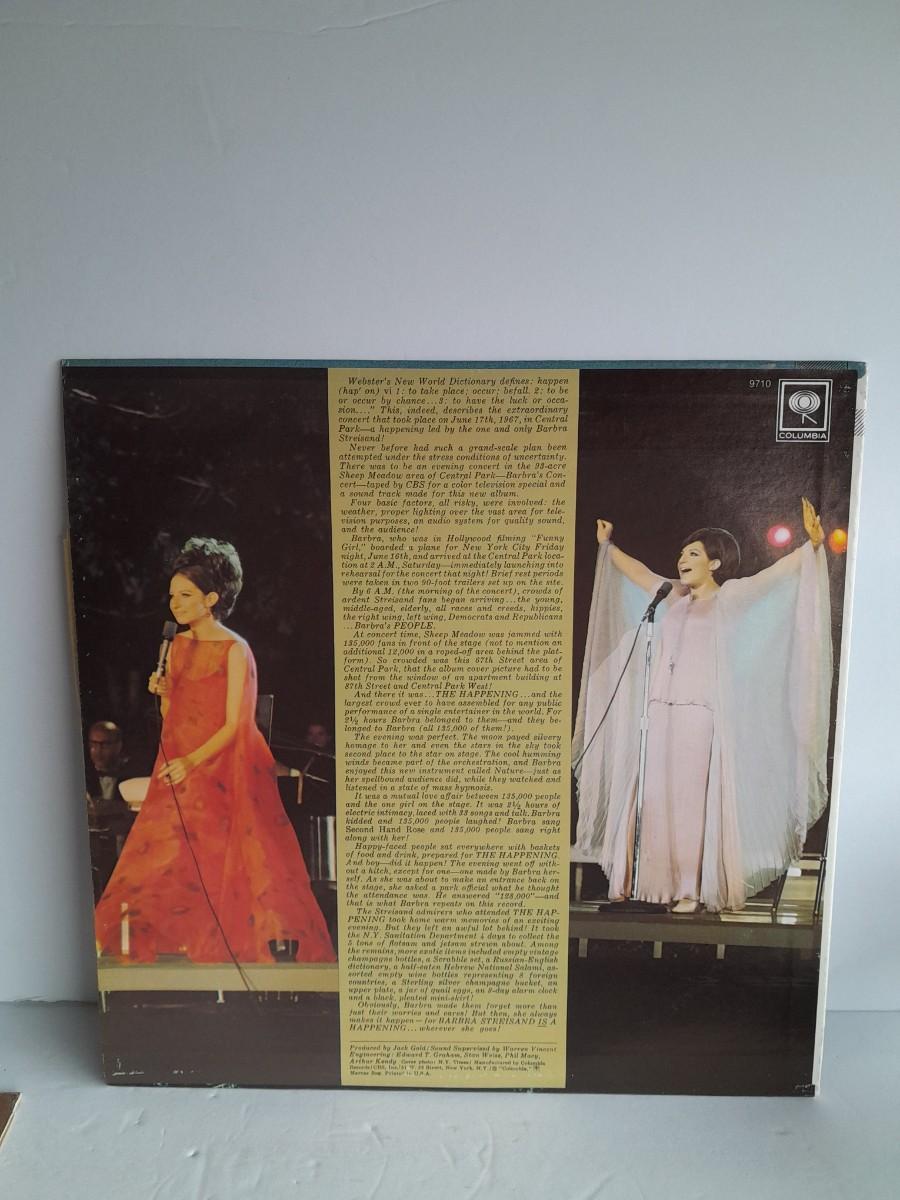 Webster's New World Dictionary defines: happen
(hap' on) vi 1: to take place; occur; befall. 2: to be
or occur by chance...3: to have the luck or occa-
sion...." This, indeed, describes the extraordinary
concert that took place on June 17th, 1967, in Central
Park—a happening led by the one and only Barbra
Streisand!
Never before had such a grand-scale plan been
attempted under the stress conditions of uncertainty.
There was to be an evening concert in the 93-acre
Sheep Meadow area of Central Park—Barbra's Con-
cert—taped by CBS for a color television special and
a sound track made for this new album.
Four basic factors, all risky, were involved: the
weather, proper lighting over the vast area for tele-
vision purposes, an audio system for quality sound,
and the audience!
Barbra, who was in Hollywood filming "Funny
Girl," boarded a plane for New York City Friday
night, June 16th, and arrived at the Central Park loca-
tion at 2 A.M., Saturday—immediately launching into
rehearsal for the concert that night! Brief rest periods
were taken in two 90-foot trailers set up on the site.
By 6 A.M. (the morning of the concert), crowds of
ardent Streisand fans began arriving...the young,
middle-aged, elderly, all races and creeds, hippies,
the right wing, left wing, Democrats and Republicans
...Barbra's PEOPLE.
At concert time, Sheep Meadow was jammed with
135,000 fans in front of the stage (not to mention an
additional 12,000 in a roped-off area behind the plat-
form). So crowded was this 67th Street area of
Central Park, that the album cover picture had to be
shot from the window of an apartment building at
87th Street and Central Park West!
And there it was...THE HAPPENING...and the
largest crowd ever to have assembled for any public
performance of a single entertainer in the world. For
2½ hours Barbra belonged to them—and they be-
longed to Barbra (all 135,000 of them!).
The evening was perfect. The moon payed silvery
homage to her and even the stars in the sky took
second place to the star on stage. The cool humming
winds became part of the orchestration, and Barbra
enjoyed this new instrument called Nature—just as
her spellbound audience did, while they watched and
listened in a state of mass hypnosis.
It was a mutual love affair between 135,000 people
and the one girl on the stage. It was 2½ hours of
electric intimacy, laced with 33 songs and talk. Barbra
kidded and 135,000 people laughed! Barbra sang
Second Hand Rose and 135,000 people sang right
along with her!
Happy-faced people sat everywhere with baskets
of food and drink, prepared for THE HAPPENING.
And boy—did it happen! The evening went off with-
out a hitch, except for one—one made by Barbra her-
self. As she was about to make an entrance back on
the stage, she asked a park official what he thought
the attendance was. He answered "128,000"—and
that is what Barbra repeats on this record.
The Streisand admirers who attended THE HAP-
PENING took home warm memories of an exciting
evening. But they left an awful lot behind! It took
the N.Y. Sanitation Department 4 days to collect the
5 tons of flotsam and jetsam strewn about. Among
the remains, more exotic items included empty vintage
champagne bottles, a Scrabble set, a Russian-English
dictionary, a half-eaten Hebrew National Salami, as-
sorted empty wine bottles representing 8 foreign
countries, a Sterling silver champagne bucket, an
upper plate, a jar of quail eggs, an 8-day alarm clock
and a black, pleated mini-skirt!
Obviously, Barbra made them forget more than
just their worries and cares! But then, she always
makes it happen—for BARBRA STREISAND IS A
HAPPENING...wherever she goes!
Produced by Jack Gold/Sound Supervised by Warren Vincent
Engineering: Edward T. Graham, Stan Weiss, Phil Macy,
Arthur Kendy Cover photo: N.Y. Times/ Manufactured by Columbia
Records/CBS, Inc./51 W. 52 Street, New York, N.Y./® "Columbia,"
Marcas Reg. Printed in U.S.A.
9710
COLUMBIA